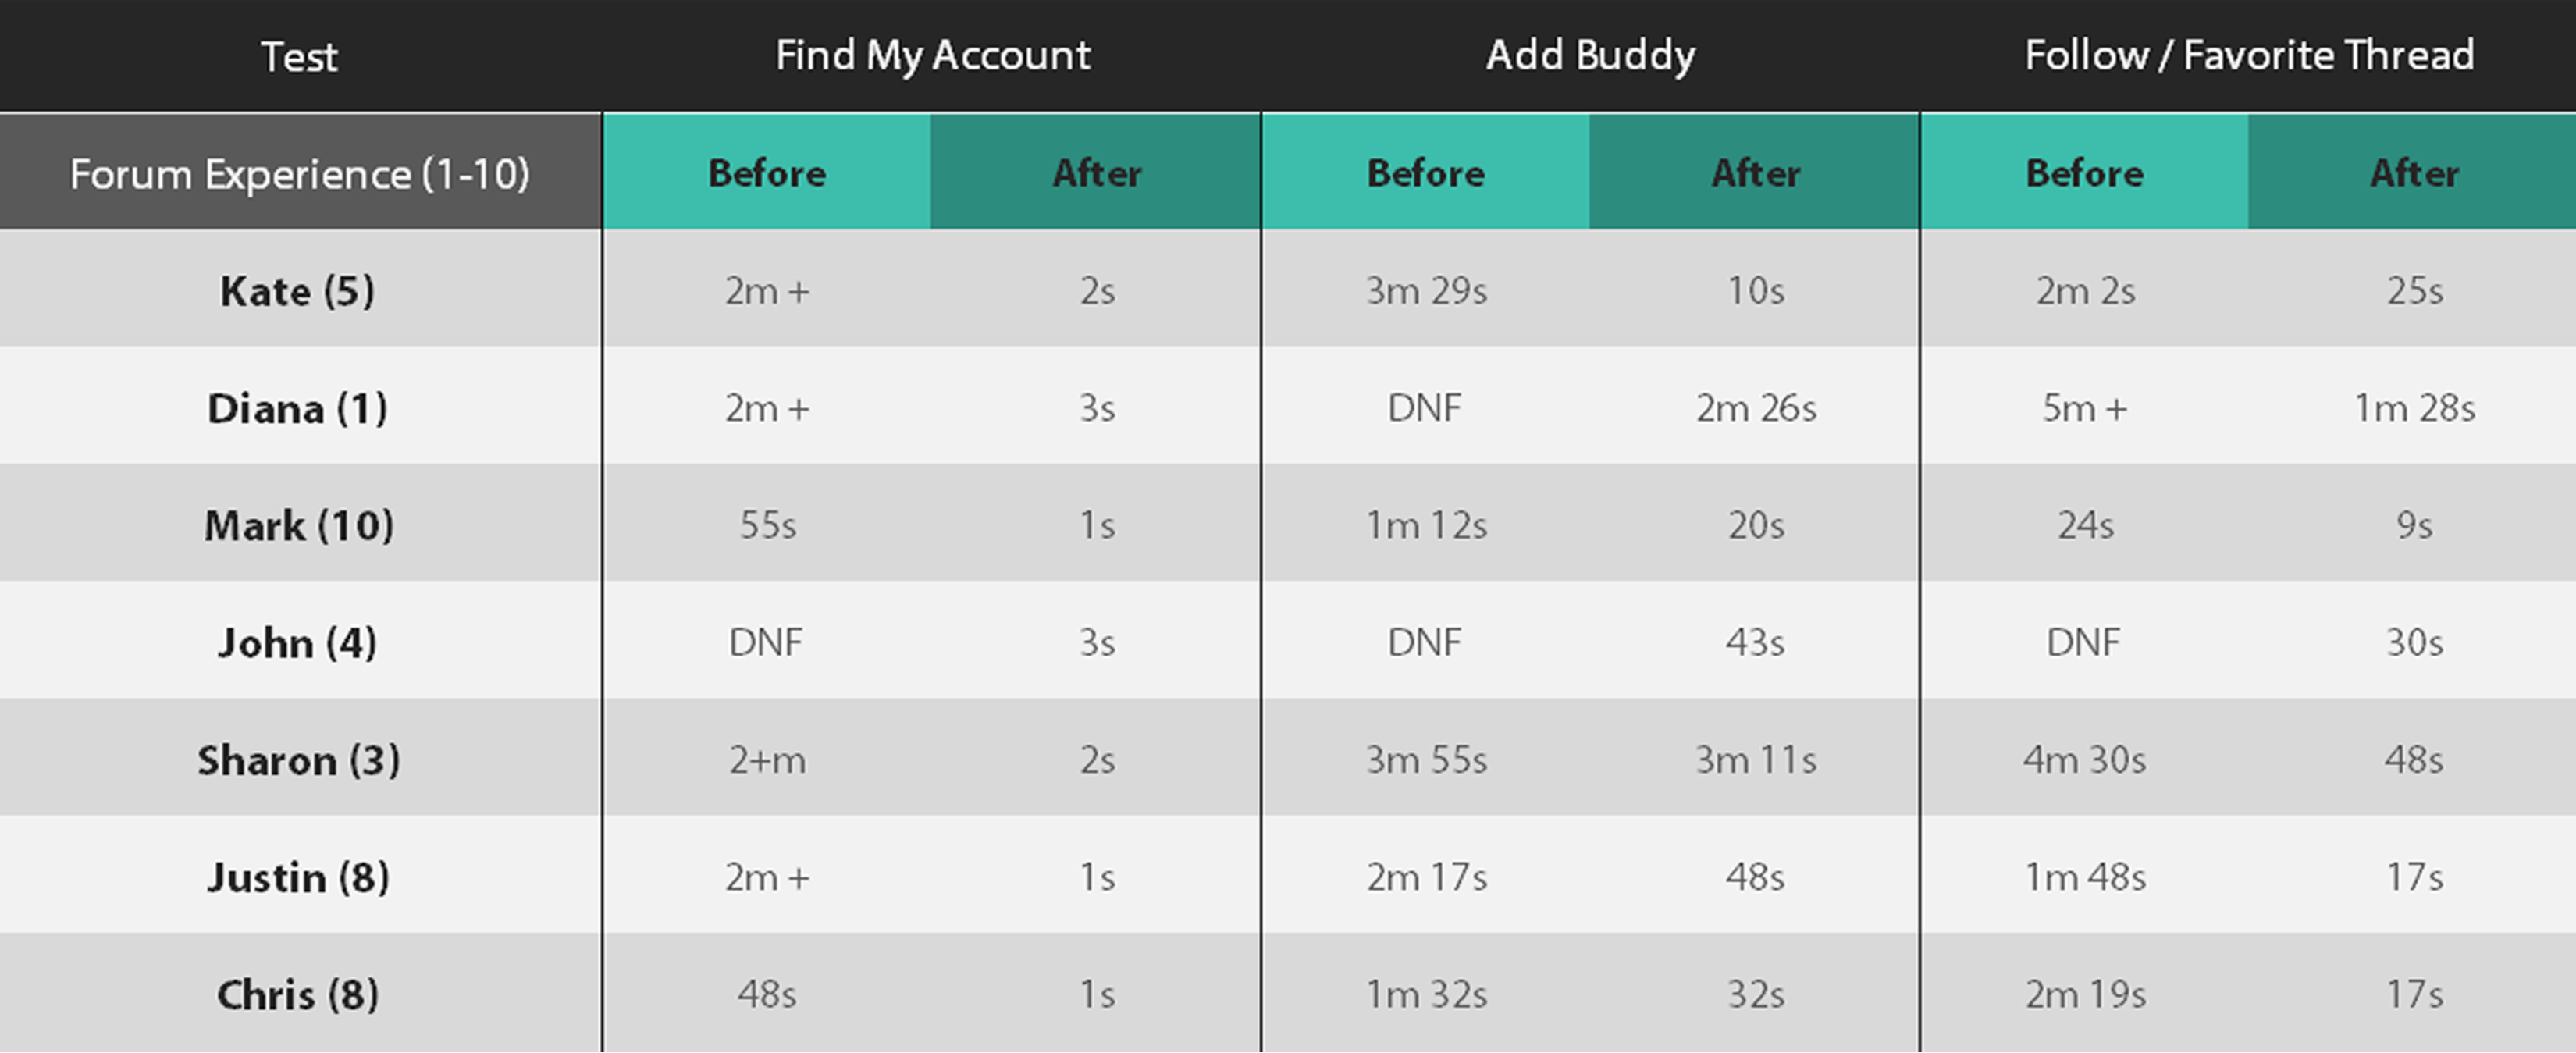 Test Find My Account Add Buddy Follow / Favorite Thread
Forum Experience (1-10) Before After Before After Before After
Kate (5) 2m + 2s 3m 29s 10s 2m 2s 25s
Diana (1) 2m + 3s DNF 2m 26s 5m + 1m 28s
Mark (10) 55s 1s 1m 12s 20s 24s 9s
John (4) DNF 3s DNF 43s DNF 30s
Sharon (3) 2+m 2s 3m 55s 3m 11s 4m 30s 48s
Justin (8) 2m + 1s 2m 17s 48s 1m 48s 17s
Chris (8) 48s 1s 1m 32s 32s 2m 19s 17s